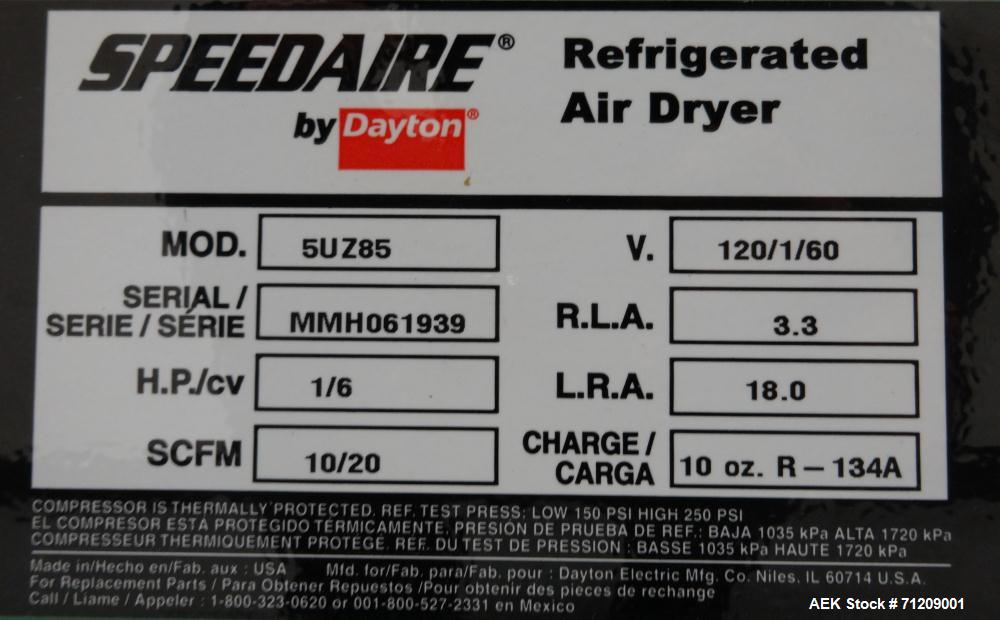 SPEEDAIRE® Refrigerated
by Dayton® Air Dryer
MOD. 5UZ85 V. 120/1/60
SERIAL /
SERIE / SÉRIE MMH061939 R.L.A. 3.3
H.P./cv 1/6 L.R.A. 18.0
SCFM 10/20 CHARGE /
CARGA 10 oz. R – 134A
COMPRESSOR IS THERMALLY PROTECTED. REF. TEST PRESS: LOW 150 PSI HIGH 250 PSI
EL COMPRESOR ESTÁ PROTEGIDO TÉRMICAMENTE. PRESIÓN DE PRUEBA DE REF.: BAJA 1035 kPa ALTA 1720 kPa
COMPRESSEUR THERMIQUEMENT PROTÉGÉ. REF. DU TEST DE PRESSION : BASSE 1035 kPa HAUTE 1720 kPa
Made in/Hecho en/Fab. aux : USA Mfd. for/Fab. para/Fab. pour : Dayton Electric Mfg. Co. Niles, IL 60714 U.S.A.
For Replacement Parts / Para Obtener Repuestos /Pour obtenir des pieces de rechange
Call / Llame / Appeler : 1-800-323-0620 or 001-800-527-2331 en Mexico
AEK Stock # 71209001